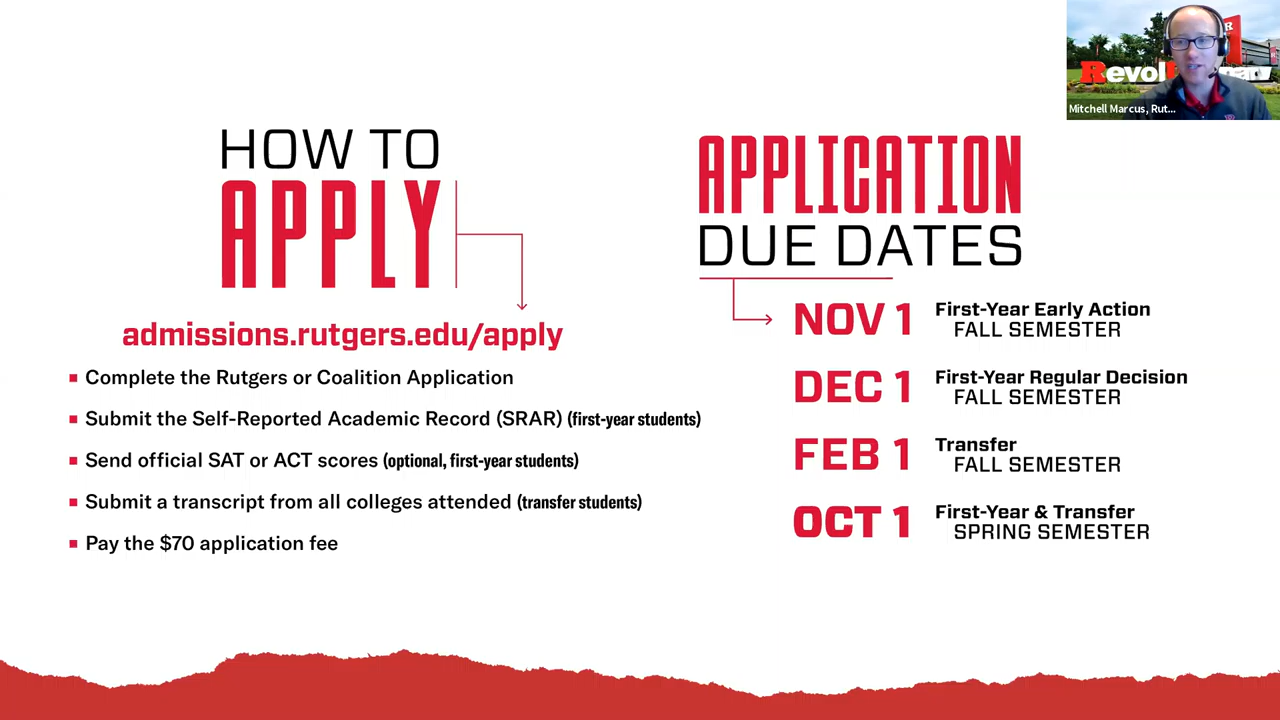 HOW TO
APPLY
admissions.rutgers.edu/apply
Complete the Rutgers or Coalition Application
Submit the Self-Reported Academic Record (SRAR) (first-year students)
Send official SAT or ACT scores (optional, first-year students)
Submit a transcript from all colleges attended (transfer students)
Pay the $70 application fee
APPLICATION
DUE DATES
NOV 1 First-Year Early Action
FALL SEMESTER
DEC 1 First-Year Regular Decision
FALL SEMESTER
FEB 1 Transfer
FALL SEMESTER
OCT 1 First-Year & Transfer
SPRING SEMESTER
Mitchell Marcus, Rut...